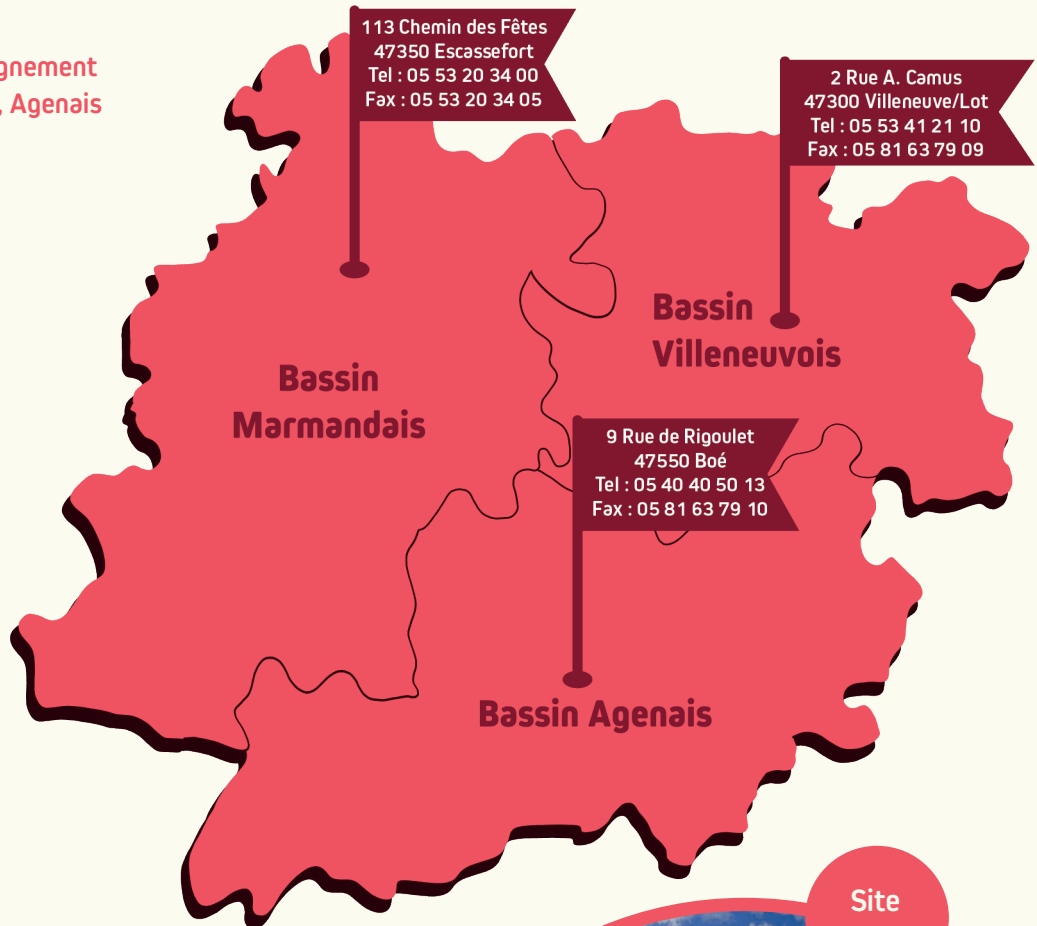 gnement
, Agenais
113 Chemin des Fêtes
47350 Escassefort
Tel : 05 53 20 34 00
Fax : 05 53 20 34 05
2 Rue A. Camus
47300 Villeneuve/Lot
Tel : 05 53 41 21 10
Fax : 05 81 63 79 09
Bassin
Villeneuvois
Bassin
Marmandais
9 Rue de Rigoulet
47550 Boé
Tel : 05 40 40 50 13
Fax : 05 81 63 79 10
Bassin Agenais
Site